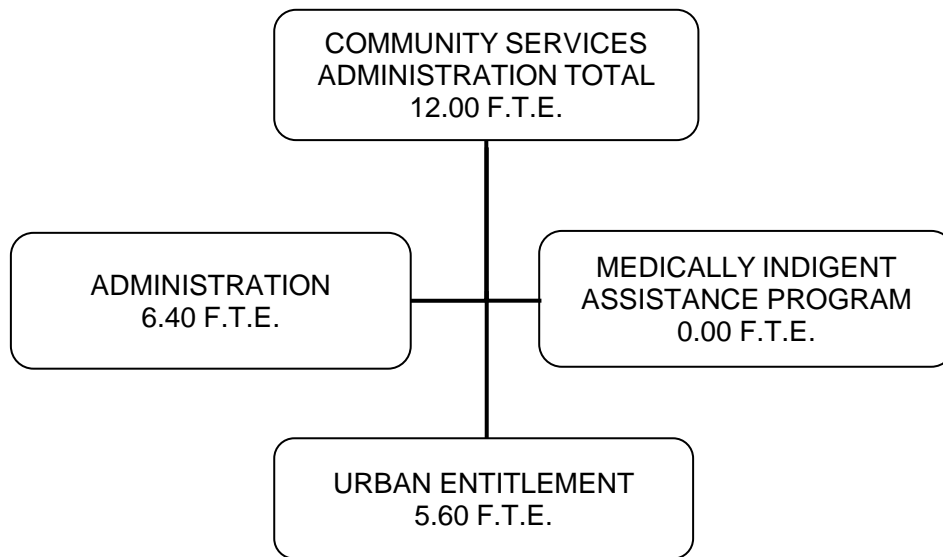 COMMUNITY SERVICES
ADMINISTRATION TOTAL
12.00 F.T.E.
ADMINISTRATION
6.40 F.T.E.
MEDICALLY INDIGENT
ASSISTANCE PROGRAM
0.00 F.T.E.
URBAN ENTITLEMENT
5.60 F.T.E.